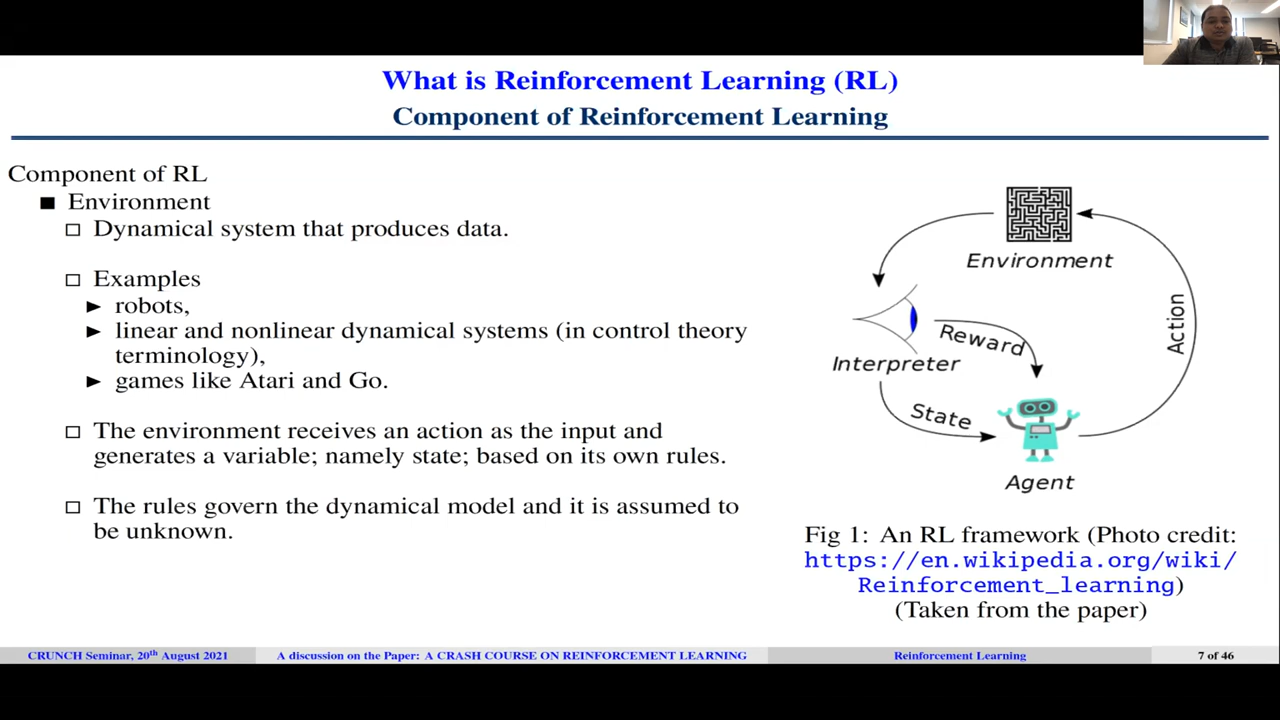 What is Reinforcement Learning (RL)
Component of Reinforcement Learning
Component of RL
Environment
Dynamical system that produces data.
Examples
robots,
linear and nonlinear dynamical systems (in control theory
terminology),
games like Atari and Go.
The environment receives an action as the input and
generates a variable; namely state; based on its own rules.
The rules govern the dynamical model and it is assumed to
be unknown.
Environment
Action
Reward
Interpreter
State
Agent
Fig 1: An RL framework (Photo credit:
https://en.wikipedia.org/wiki/
Reinforcement_learning)
(Taken from the paper)
CRUNCH Seminar, 20th August 2021
A discussion on the Paper: A CRASH COURSE ON REINFORCEMENT LEARNING
Reinforcement Learning
7 of 46